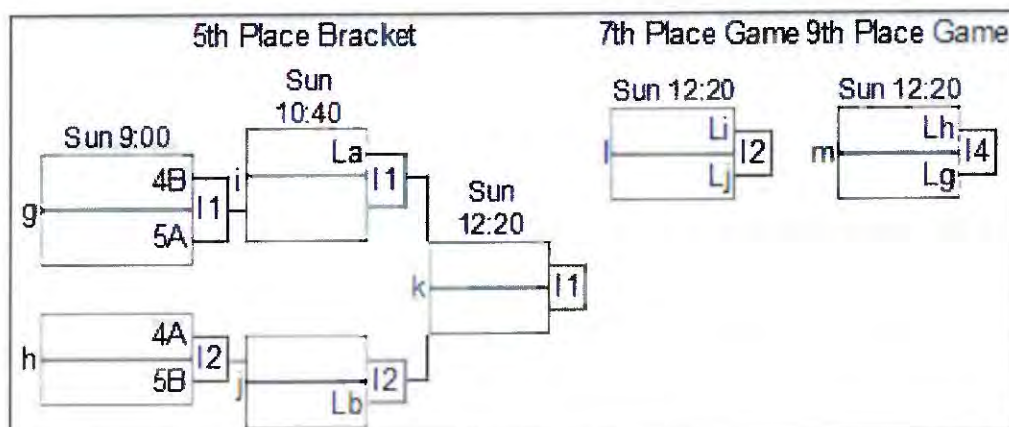 5th Place Bracket
7th Place Game 9th Place Game
Sun 9:00
Sun
10:40
Sun
12:20
Sun 12:20
Sun 12:20
4B
g
I1
5A
La
i
I1
k
I1
4A
h
I2
5B
j
I2
Lb
Li
l
I2
Lj
Lh
m
I4
Lg